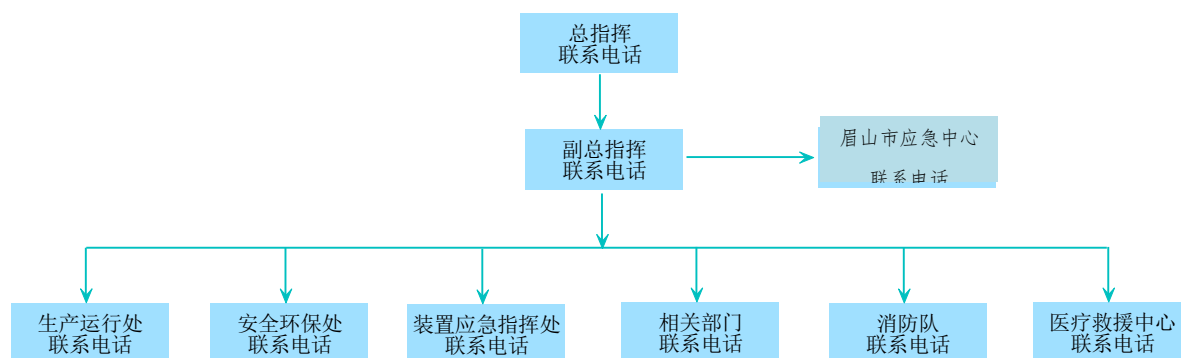 总指挥
联系电话
副总指挥
联系电话
眉山市应急中心
联系电话
生产运行处
联系电话
安全环保处
联系电话
装置应急指挥处
联系电话
相关部门
联系电话
消防队
联系电话
医疗救援中心
联系电话